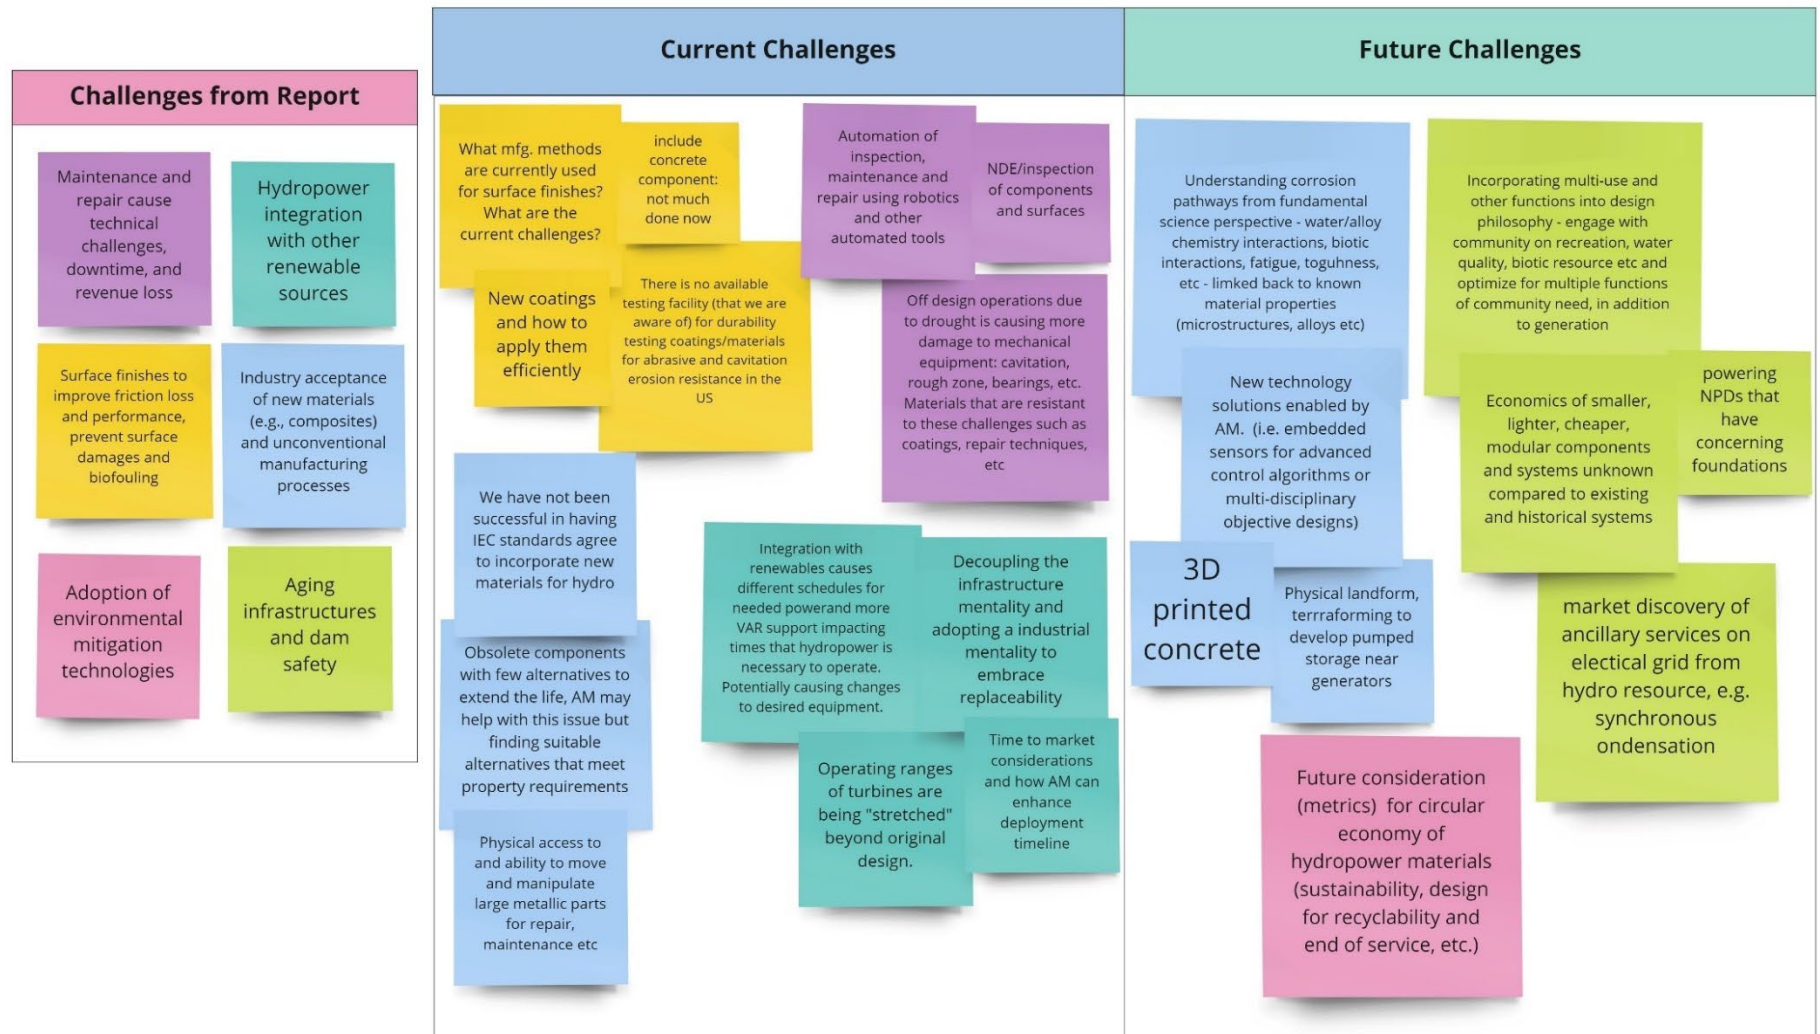 Challenges from Report
Maintenance and
repair cause
technical
challenges,
downtime, and
revenue loss
Hydropower
integration
with other
renewable
sources
Surface finishes to
improve friction loss
and performance,
prevent surface
damages and
biofouling
Industry acceptance
of new materials
(e.g., composites)
and unconventional
manufacturing
processes
Adoption of
environmental
mitigation
technologies
Aging
infrastructures
and dam
safety
Current Challenges
What mfg. methods
are currently used
for surface finishes?
What are the
current challenges?
include
concrete
component:
not much
done now
New coatings
and how to
apply them
efficiently
There is no available
testing facility (that we are
aware of) for durability
testing coatings/materials
for abrasive and cavitation
erosion resistance in the
US
Automation of
inspection,
maintenance and
repair using robotics
and other
automated tools
NDE/inspection
of components
and surfaces
Off design operations due
to drought is causing more
damage to mechanical
equipment: cavitation,
rough zone, bearings, etc.
Materials that are resistant
to these challenges such as
coatings, repair techniques,
etc
We have not been
successful in having
IEC standards agree
to incorporate new
materials for hydro
Obsolete components
with few alternatives to
extend the life, AM may
help with this issue but
finding suitable
alternatives that meet
property requirements
Physical access to
and ability to move
and manipulate
large metallic parts
for repair,
maintenance etc
Integration with
renewables causes
different schedules for
needed powerand more
VAR support impacting
times that hydropower is
necessary to operate.
Potentially causing changes
to desired equipment.
Decoupling the
infrastructure
mentality and
adopting a industrial
mentality to
embrace
replaceability
Operating ranges
of turbines are
being "stretched"
beyond original
design.
Time to market
considerations
and how AM can
enhance
deployment
timeline
Future Challenges
Understanding corrosion
pathways from fundamental
science perspective - water/alloy
chemistry interactions, biotic
interactions, fatigue, toguhness,
etc - limked back to known
material properties
(microstructures, alloys etc)
Incorporating multi-use and
other functions into design
philosophy - engage with
community on recreation, water
quality, biotic resource etc and
optimize for multiple functions
of community need, in addition
to generation
New technology
solutions enabled by
AM. (i.e. embedded
sensors for advanced
control algorithms or
multi-disciplinary
objective designs)
Economics of smaller,
lighter, cheaper,
modular components
and systems unknown
compared to existing
and historical systems
powering
NPDs that
have
concerning
foundations
3D
printed
concrete
Physical landform,
terrraforming to
develop pumped
storage near
generators
market discovery of
ancillary services on
electical grid from
hydro resource, e.g.
synchronous
ondensation
Future consideration
(metrics) for circular
economy of
hydropower materials
(sustainability, design
for recyclability and
end of service, etc.)